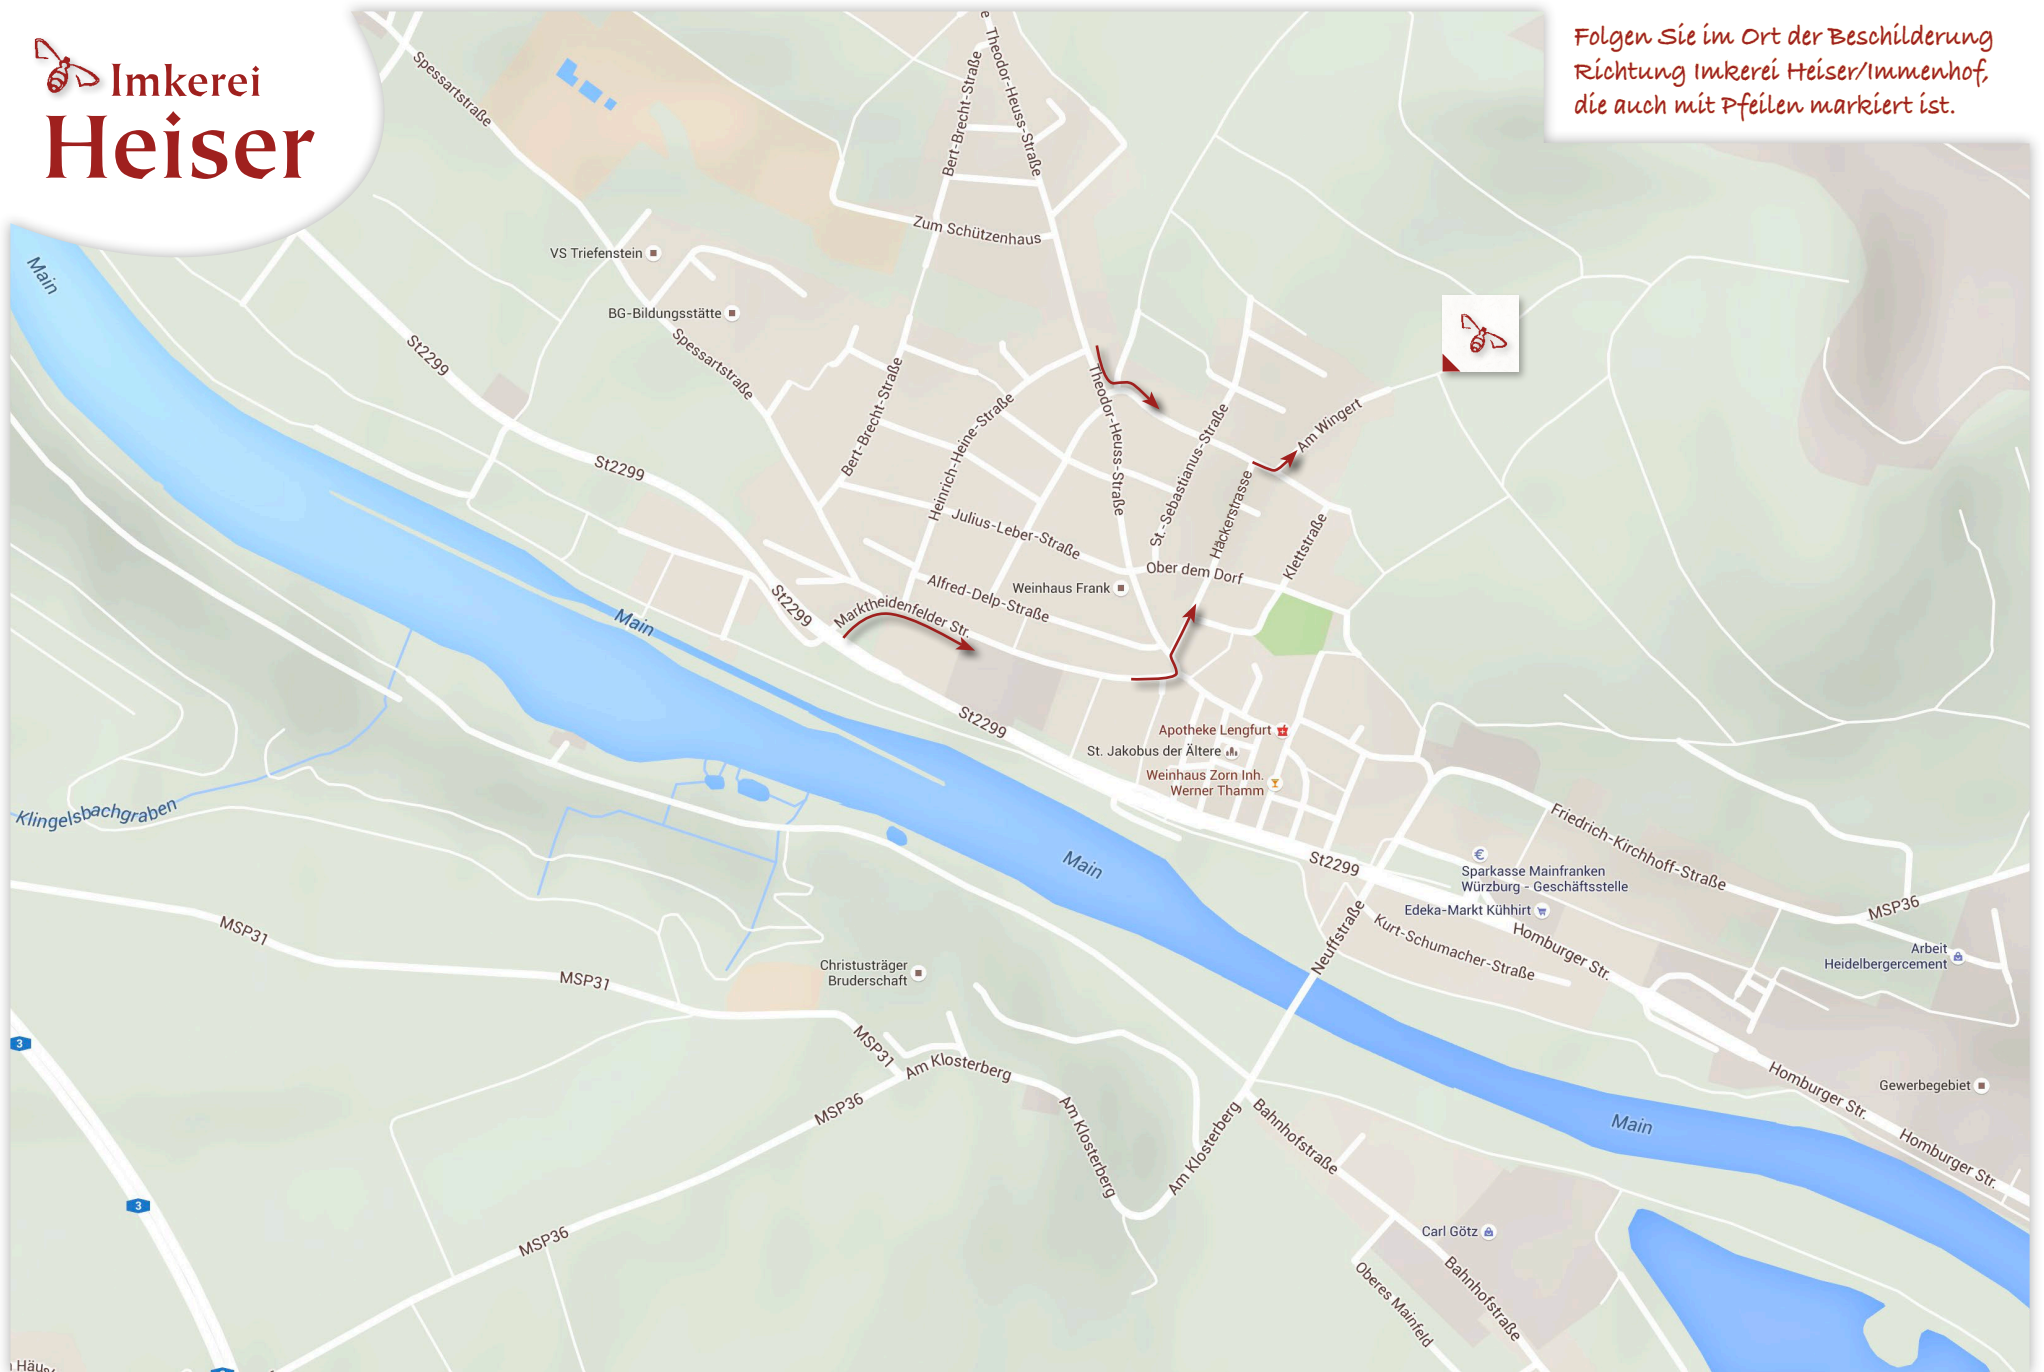 Imkerei
Heiser
Folgen Sie im Ort der Beschilderung
Richtung Imkerei Heiser/Immenhof,
die auch mit Pfeilen markiert ist.
Spessartstraße
Bert-Brecht-Straße
Theodor-Heuss-Straße
Zum Schützenhaus
VS Triefenstein
Main
BG-Bildungsstätte
St2299
Spessartstraße
Bert-Brecht-Straße
Heinrich-Heine-Straße
Theodor-Heuss-Straße
St.-Sebastianus-Straße
Am Wingert
St2299
Häckerstrasse
Klettstraße
Julius-Leber-Straße
Ober dem Dorf
Weinhaus Frank
Alfred-Delp-Straße
St2299
Marktheidenfelder Str.
Main
St2299
Apotheke Lengfurt
St. Jakobus der Ältere
Weinhaus Zorn Inh.
Werner Thamm
Klingelsbachgraben
Main
St2299
Friedrich-Kirchhoff-Straße
€
Sparkasse Mainfranken
Würzburg - Geschäftsstelle
Edeka-Markt Kühhirt
MSP36
MSP31
Neuffstraße
Kurt-Schumacher-Straße
Homburger Str.
Arbeit
Heidelbergercement
MSP31
Christusträger
Bruderschaft
3
MSP31
Am Klosterberg
MSP36
Am Klosterberg
Am Klosterberg
Bahnhofstraße
Homburger Str.
Gewerbegebiet
Main
Homburger Str.
3
MSP36
Carl Götz
Oberes Mainfeld
Bahnhofstraße